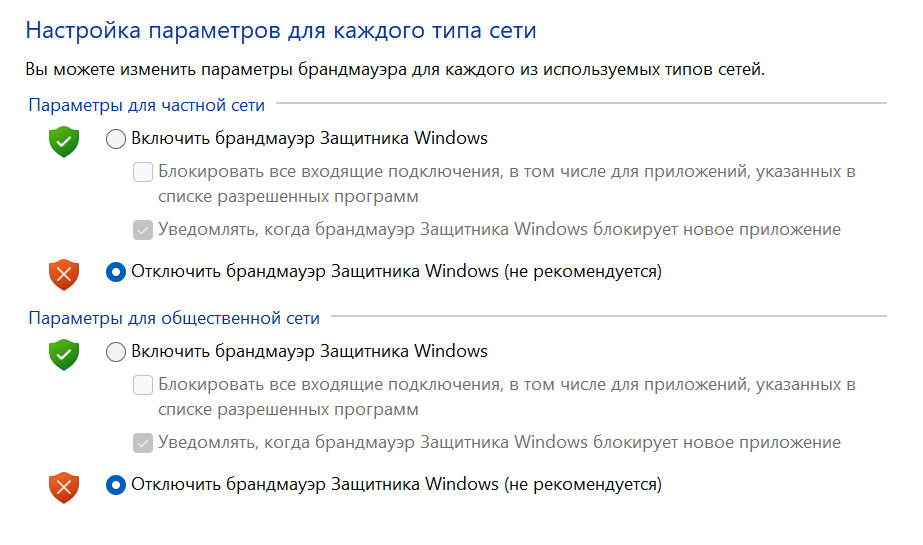 Настройка параметров для каждого типа сети
Вы можете изменить параметры брандмауэра для каждого из используемых типов сетей.
Параметры для частной сети
Включить брандмауэр Защитника Windows
Блокировать все входящие подключения, в том числе для приложений, указанных в
списке разрешенных программ
Уведомлять, когда брандмауэр Защитника Windows блокирует новое приложение
Отключить брандмауэр Защитника Windows (не рекомендуется)
Параметры для общественной сети
Включить брандмауэр Защитника Windows
Блокировать все входящие подключения, в том числе для приложений, указанных в
списке разрешенных программ
Уведомлять, когда брандмауэр Защитника Windows блокирует новое приложение
Отключить брандмауэр Защитника Windows (не рекомендуется)